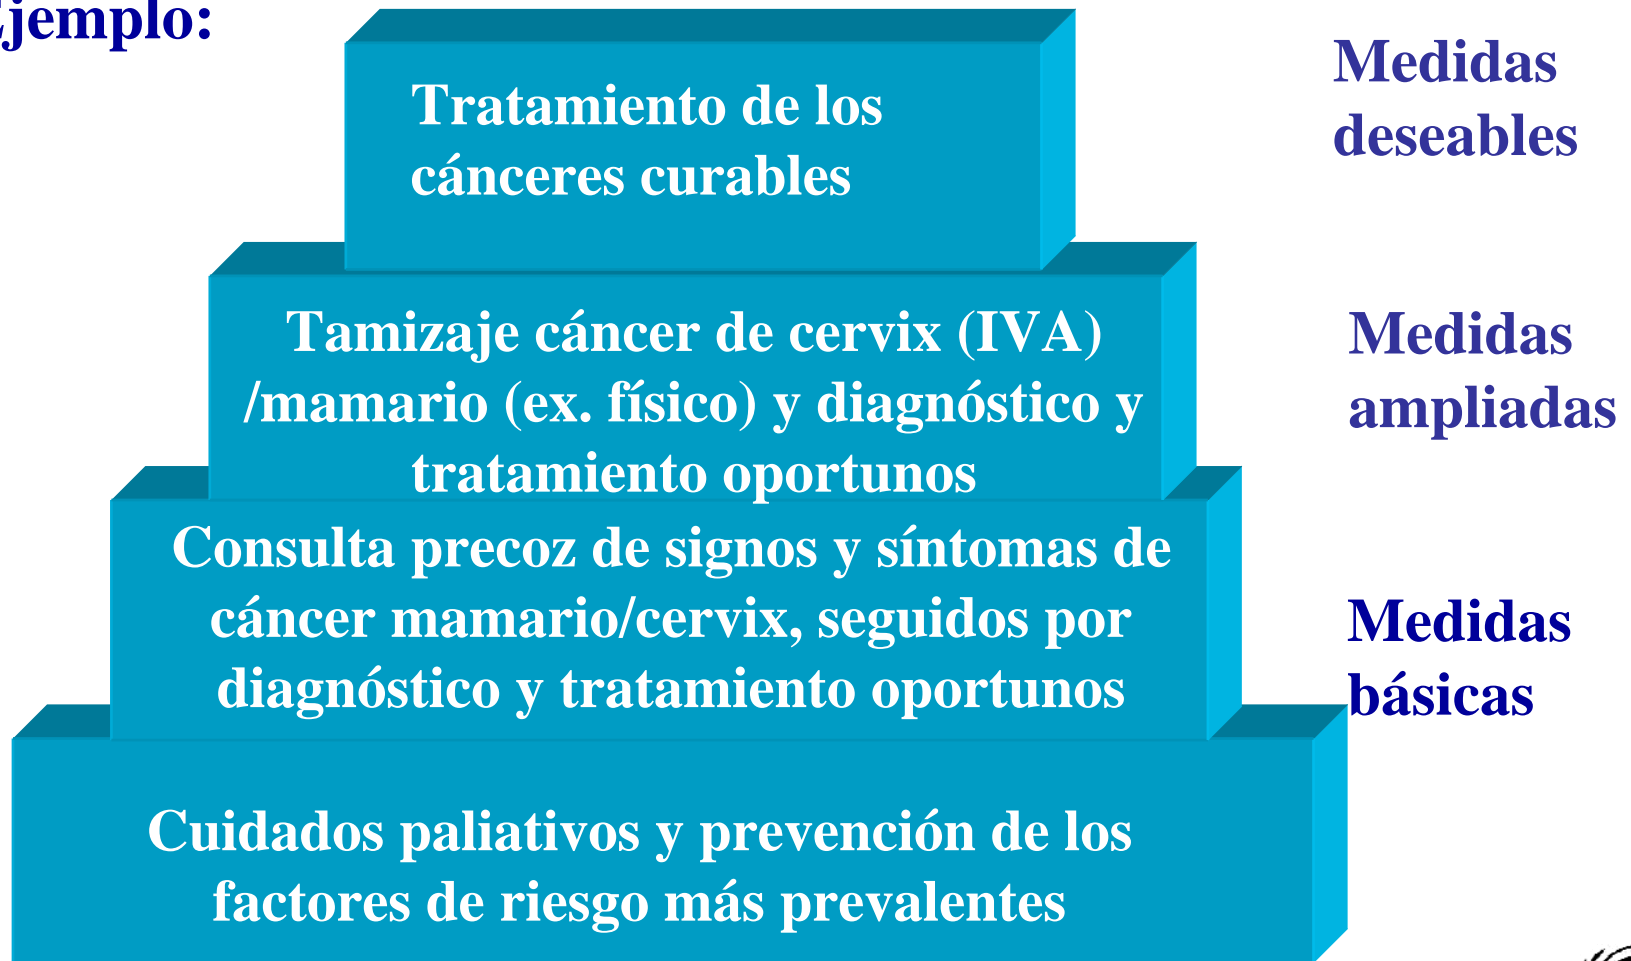 Ejemplo:
Tratamiento de los
cánceres curables
Medidas
deseables
Tamizaje cáncer de cervix (IVA)
/mamario (ex. físico) y diagnóstico y
tratamiento oportunos
Medidas
ampliadas
Consulta precoz de signos y síntomas de
cáncer mamario/cervix, seguidos por
diagnóstico y tratamiento oportunos
Medidas
básicas
Cuidados paliativos y prevención de los
factores de riesgo más prevalentes